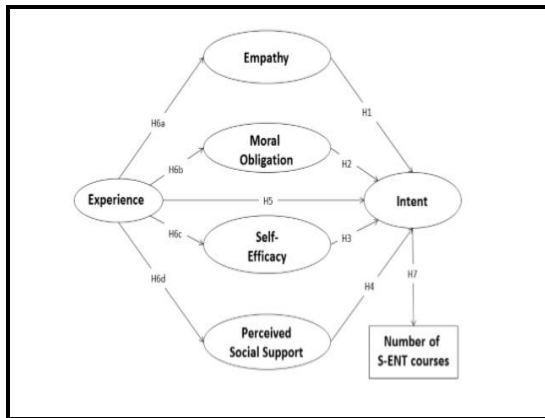 Empathy
H6a
H1
Moral
Obligation
H6b
H2
Experience
H5
Intent
H6c
Self-
Efficacy
H3
H6d
H4
H7
Perceived
Social Support
Number of
S-ENT courses